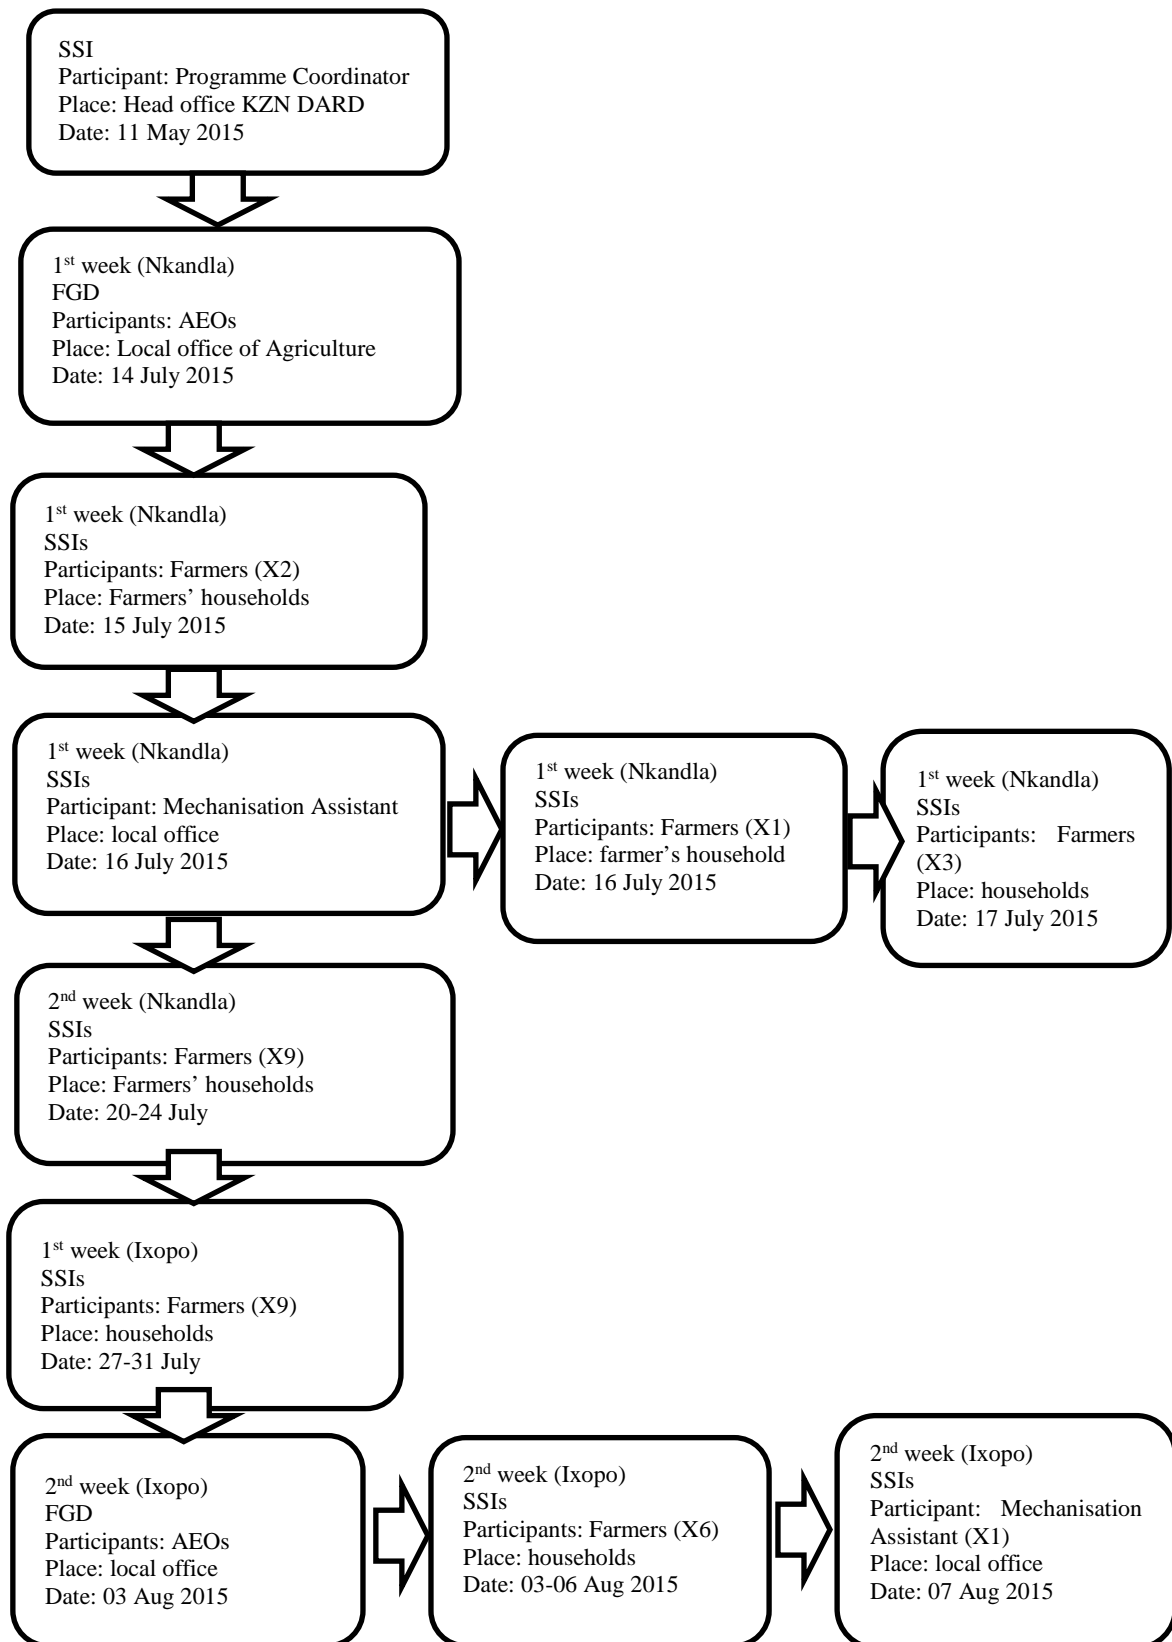 SSI
Participant: Programme Coordinator
Place: Head office KZN DARD
Date: 11 May 2015
1st week (Nkandla)
FGD
Participants: AEOs
Place: Local office of Agriculture
Date: 14 July 2015
1st week (Nkandla)
SSIs
Participants: Farmers (X2)
Place: Farmers’ households
Date: 15 July 2015
1st week (Nkandla)
SSIs
Participant: Mechanisation Assistant
Place: local office
Date: 16 July 2015
1st week (Nkandla)
SSIs
Participants: Farmers (X1)
Place: farmer’s household
Date: 16 July 2015
1st week (Nkandla)
SSIs
Participants: Farmers
(X3)
Place: households
Date: 17 July 2015
2nd week (Nkandla)
SSIs
Participants: Farmers (X9)
Place: Farmers’ households
Date: 20-24 July
1st week (Ixopo)
SSIs
Participants: Farmers (X9)
Place: households
Date: 27-31 July
2nd week (Ixopo)
FGD
Participants: AEOs
Place: local office
Date: 03 Aug 2015
2nd week (Ixopo)
SSIs
Participants: Farmers (X6)
Place: households
Date: 03-06 Aug 2015
2nd week (Ixopo)
SSIs
Participant: Mechanisation
Assistant (X1)
Place: local office
Date: 07 Aug 2015